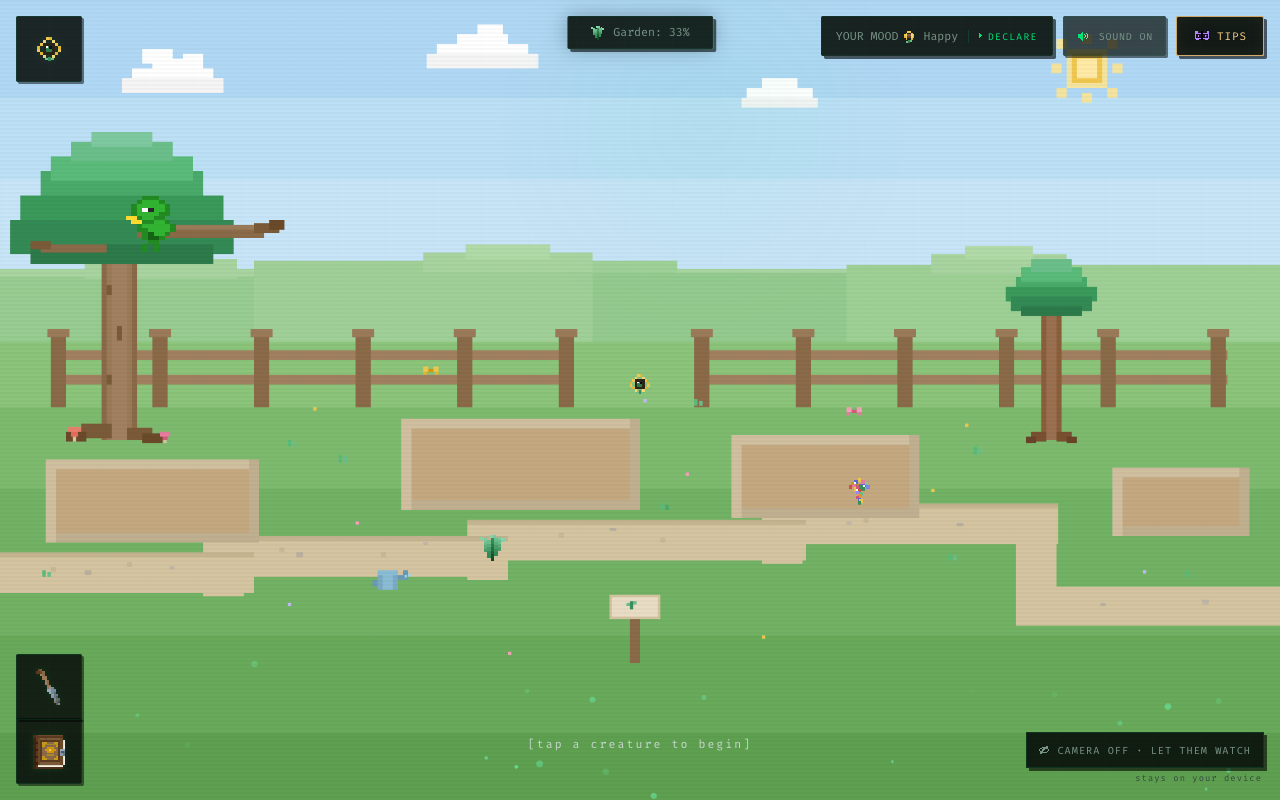 Garden: 33%
YOUR MOOD Happy DECLARE
SOUND ON
TIPS
[tap a creature to begin]
CAMERA OFF · LET THEM WATCH
stays on your device